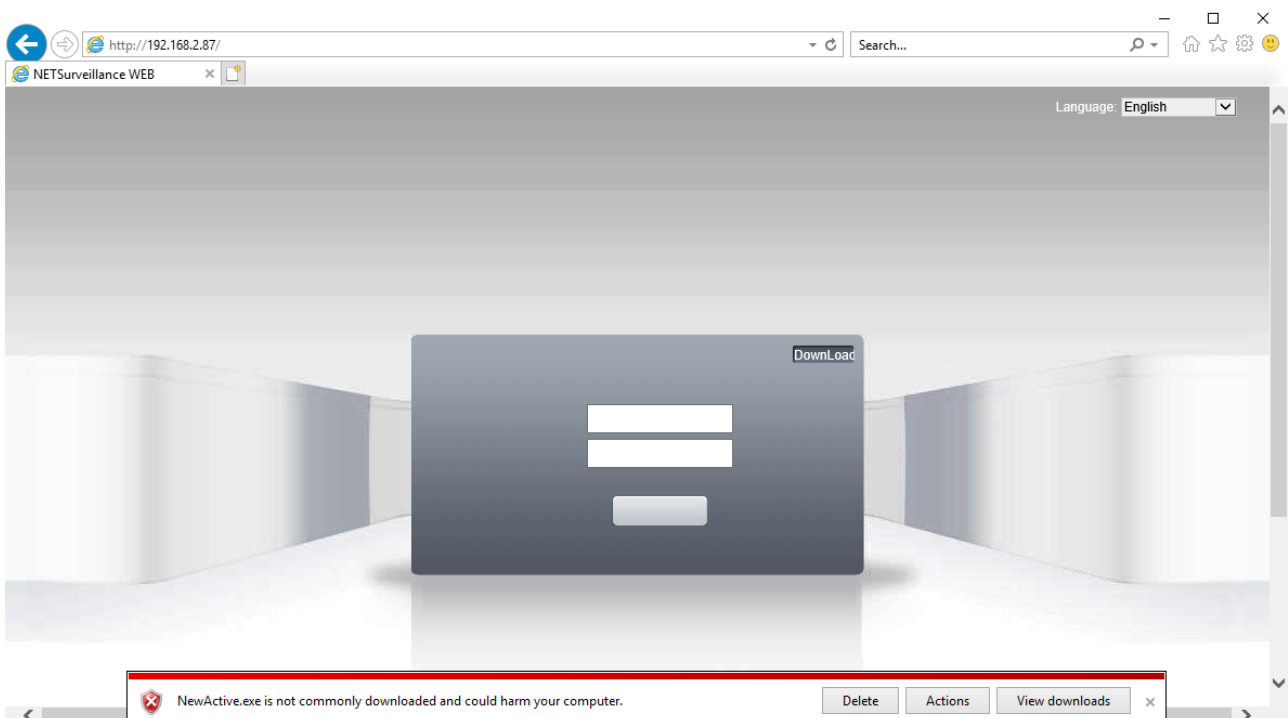 http://192.168.2.87/
Search...
NETSurveillance WEB
Language: English
DownLoad
NewActive.exe is not commonly downloaded and could harm your computer.
Delete
Actions
View downloads